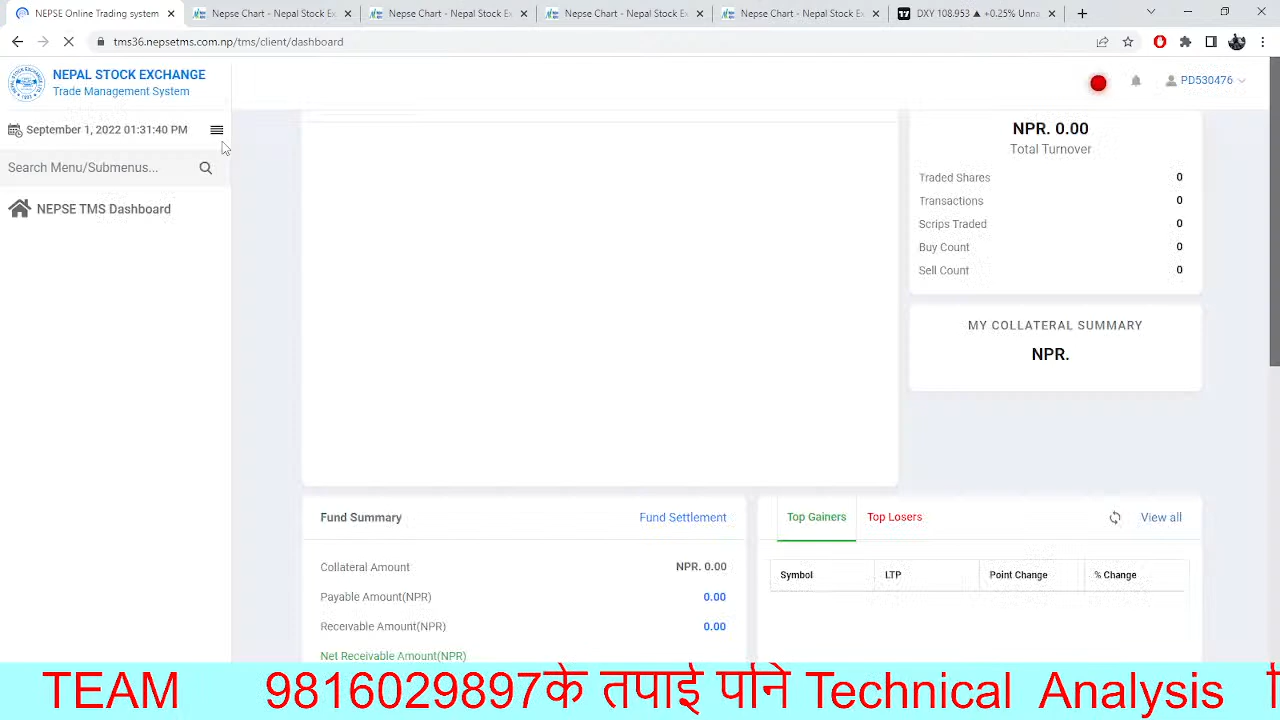 NEPSE Online Trading system
Nepse Chart - Nepal Stock Ex
Nepse Chart - Nepal Stock Ex
Nepse Chart - Nepal Stock Ex
Nepse Chart - Nepal Stock Ex
DXY 108.953 ▲ +0.25% Unna
tms36.nepsetms.com.np/tms/client/dashboard
NEPAL STOCK EXCHANGE
Trade Management System
PD530476
September 1, 2022 01:31:40 PM
Search Menu/Submenus...
NEPSE TMS Dashboard
NPR. 0.00
Total Turnover
Traded Shares 0
Transactions 0
Scrips Traded 0
Buy Count 0
Sell Count 0
MY COLLATERAL SUMMARY
NPR.
Fund Summary Fund Settlement
Collateral Amount NPR. 0.00
Payable Amount(NPR) 0.00
Receivable Amount(NPR) 0.00
Net Receivable Amount(NPR)
Top Gainers Top Losers View all
Symbol LTP Point Change % Change
TEAM 9816029897के तपाई पनि Technical Analysis